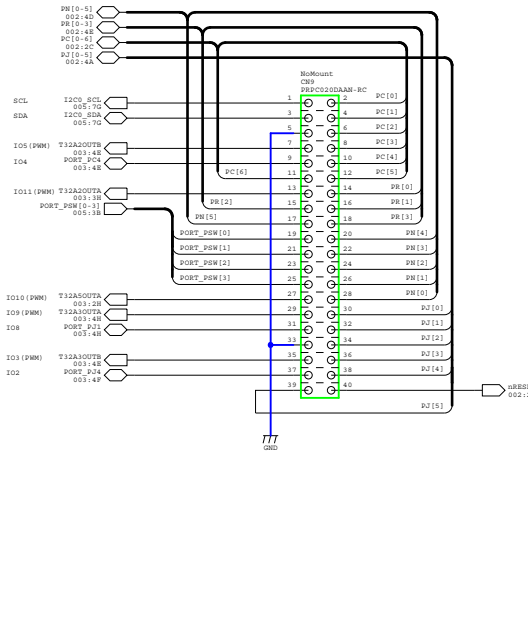 PN[0-5]
002:4D
PR[0-3]
002:4E
PC[0-6]
002:2C
PJ[0-5]
002:4A
NoMount
CN9
PRPC020DAAN-RC
SCL I2C0_SCL 1 2 PC[0]
005:7G
SDA I2C0_SDA 3 4 PC[1]
005:7G
5 6 PC[2]
IO5(PWM) T32A2OUTB 7 8 PC[3]
003:4E
IO4 PORT_PC4 9 10 PC[4]
003:4E
PC[6] 11 12 PC[5]
IO11(PWM) T32A2OUTA 13 14 PR[0]
003:3H
PORT_PSW[0-3] PR[2] 15 16 PR[1]
005:3B
PN[5] 17 18 PR[3]
PORT_PSW[0] 19 20 PN[4]
PORT_PSW[1] 21 22 PN[3]
PORT_PSW[2] 23 24 PN[2]
PORT_PSW[3] 25 26 PN[1]
IO10(PWM) T32A5OUTA 27 28 PN[0]
003:2H
IO9(PWM) T32A3OUTA 29 30 PJ[0]
003:4H
IO8 PORT_PJ1 31 32 PJ[1]
003:4H
33 34 PJ[2]
IO3(PWM) T32A3OUTB 35 36 PJ[3]
003:4E
IO2 PORT_PJ4 37 38 PJ[4]
003:4F
39 40
PJ[5]
GND